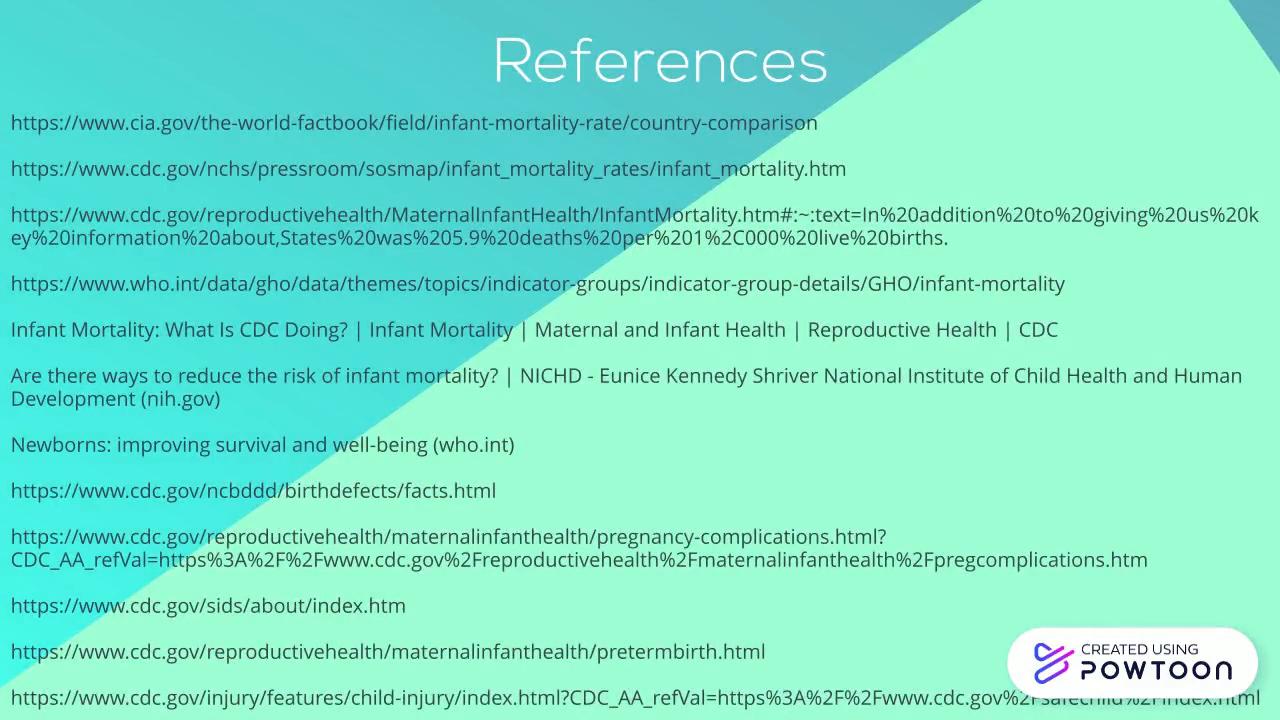 References
https://www.cia.gov/the-world-factbook/field/infant-mortality-rate/country-comparison
https://www.cdc.gov/nchs/pressroom/sosmap/infant_mortality_rates/infant_mortality.htm
https://www.cdc.gov/reproductivehealth/MaternalInfantHealth/InfantMortality.htm#:~:text=In%20addition%20to%20giving%20us%20k
ey%20information%20about,States%20was%205.9%20deaths%20per%201%2C000%20live%20births.
https://www.who.int/data/gho/data/themes/topics/indicator-groups/indicator-group-details/GHO/infant-mortality
Infant Mortality: What Is CDC Doing? | Infant Mortality | Maternal and Infant Health | Reproductive Health | CDC
Are there ways to reduce the risk of infant mortality? | NICHD - Eunice Kennedy Shriver National Institute of Child Health and Human
Development (nih.gov)
Newborns: improving survival and well-being (who.int)
https://www.cdc.gov/ncbddd/birthdefects/facts.html
https://www.cdc.gov/reproductivehealth/maternalinfanthealth/pregnancy-complications.html?
CDC_AA_refVal=https%3A%2F%2Fwww.cdc.gov%2Freproductivehealth%2Fmaternalinfanthealth%2Fpregcomplications.htm
https://www.cdc.gov/sids/about/index.htm
https://www.cdc.gov/reproductivehealth/maternalinfanthealth/pretermbirth.html
https://www.cdc.gov/injury/features/child-injury/index.html?CDC_AA_refVal=https%3A%2F%2Fwww.cdc.gov%2Fsafechild%2Findex.html
CREATED USING
POWTOON